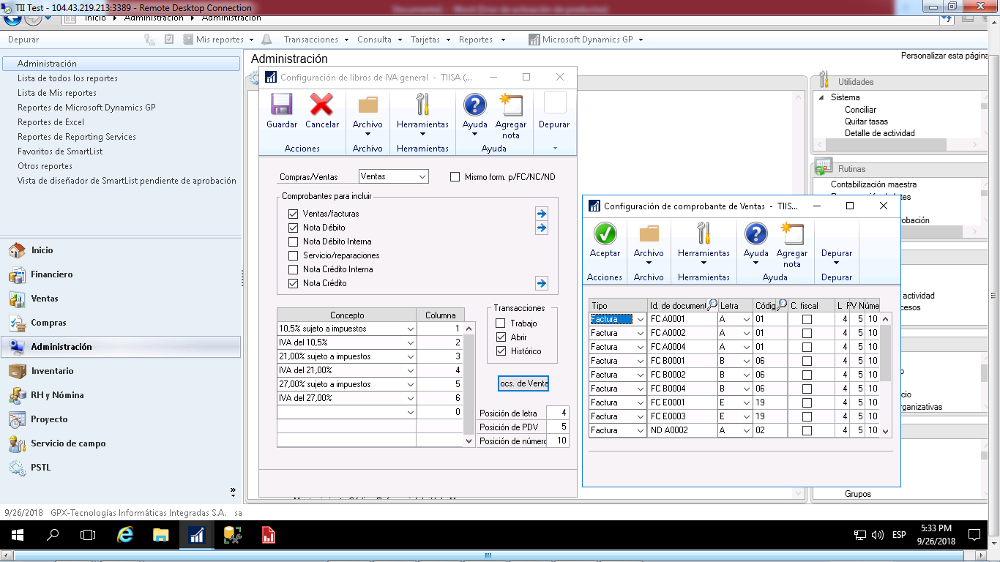 TII Test - 104.43.219.213:3389 - Remote Desktop Connection
Inicio Administración Administración
Depurar Mis reportes Transacciones Consulta Tarjetas Reportes Microsoft Dynamics GP
Administración
Lista de todos los reportes
Lista de Mis reportes
Reportes de Microsoft Dynamics GP
Reportes de Excel
Reportes de Reporting Services
Favoritos de SmartList
Otros reportes
Vista de diseñador de SmartList pendiente de aprobación
Inicio
Financiero
Ventas
Compras
Administración
Inventario
RH y Nómina
Proyecto
Servicio de campo
PSTL
Administración
Personalizar esta página
Configuración de libros de IVA general - TIISA (...
Guardar Cancelar Archivo Herramientas Ayuda Agregar nota Depurar
Acciones Archivo Herramientas Ayuda
Compras/Ventas Ventas Mismo form. p/FC/NC/ND
Comprobantes para incluir
Ventas/facturas
Nota Débito
Nota Débito Interna
Servicio/reparaciones
Nota Crédito Interna
Nota Crédito
Concepto Columna
10,5% sujeto a impuestos 1
IVA del 10,5% 2
21,00% sujeto a impuestos 3
IVA del 21,00% 4
27,00% sujeto a impuestos 5
IVA del 27,00% 6
0
Transacciones
Trabajo
Abrir
Histórico
ocs. de Venta
Posición de letra 4
Posición de PDV 5
Posición de número 10
Utilidades
Sistema
Conciliar
Quitar tasas
Detalle de actividad
Rutinas
Contabilización maestra
Configuración de comprobante de Ventas - TIIS...
Aceptar Archivo Herramientas Ayuda Agregar nota Depurar
Acciones Archivo Herramientas Ayuda Depurar
Tipo Id. de document Letra Códig C. fiscal L PV Núme
Factura FC A0001 A 01 4 5 10
Factura FC A0002 A 01 4 5 10
Factura FC A0004 A 01 4 5 10
Factura FC B0001 B 06 4 5 10
Factura FC B0002 B 06 4 5 10
Factura FC B0004 B 06 4 5 10
Factura FC E0001 E 19 4 5 10
Factura FC E0003 E 19 4 5 10
Factura ND A0002 A 02 4 5 10
robación
actividad
cesos
cio
rganizativas
Grupos
9/26/2018 GPX-Tecnologías Informáticas Integradas S.A. sa
ESP
5:33 PM
9/26/2018